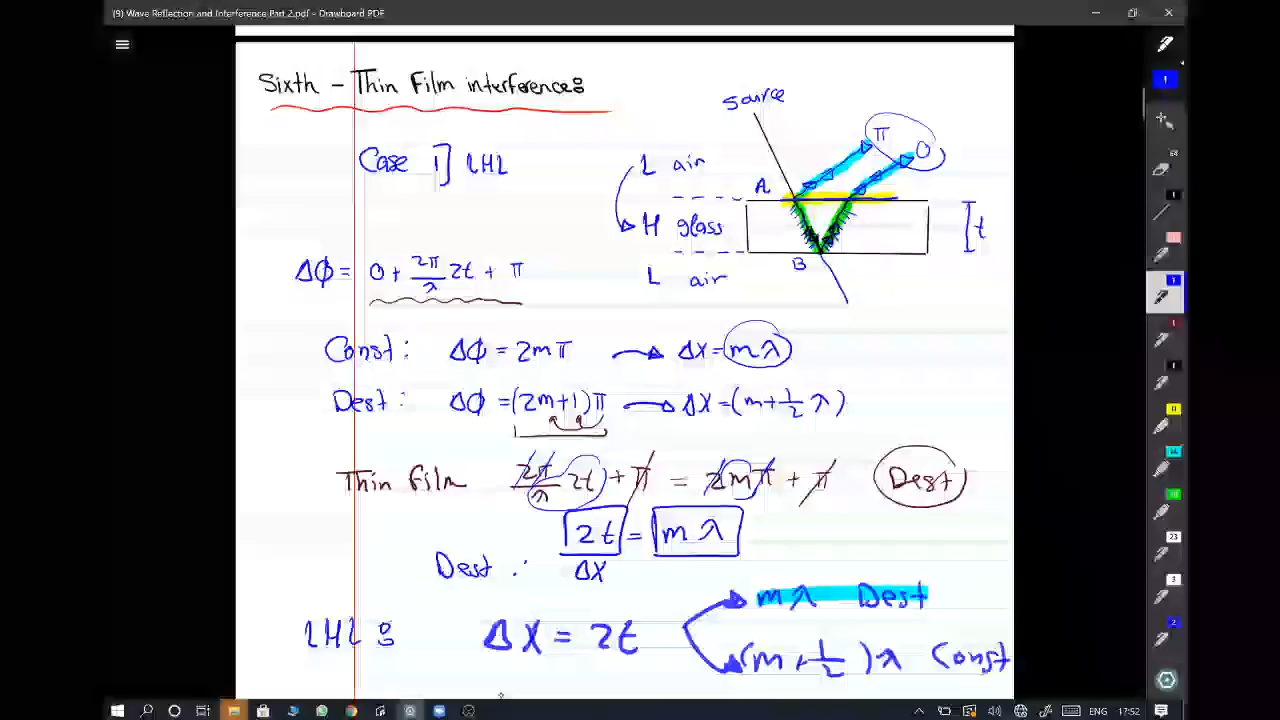 (9) Wave Reflection and Interference Part 2.pdf - Drawboard PDF
Sixth - Thin Film interference:
source
π
0
Case 1] LHL
L air
A
H glass
t
B
L air
Δφ = 0 + 2π/λ 2t + π
Const: Δφ = 2mπ → Δx = mλ
Dest: Δφ = (2m+1)π → Δx = (m+1/2 λ)
Thin Film 2π/λ 2t + π = 2mπ + π Dest
Dest: 2t = mλ
Δx
mλ Dest
LHL: Δx = 2t
(m+1/2)λ Const
ENG 17:52